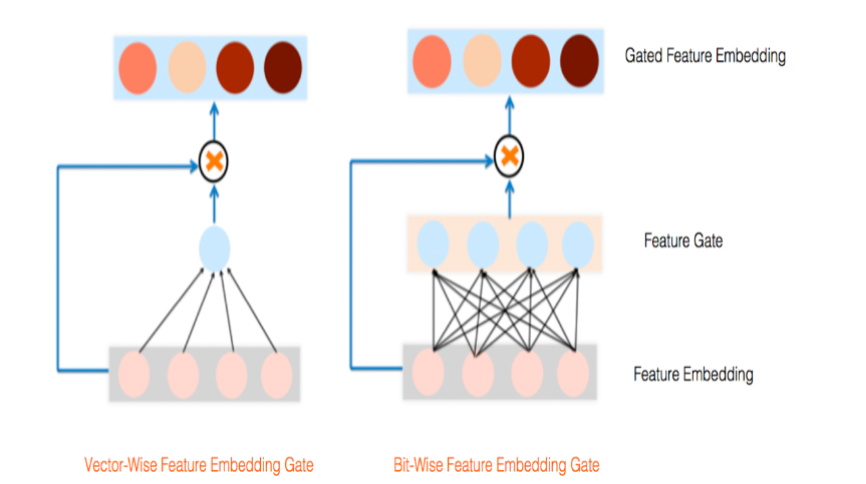 Gated Feature Embedding
Feature Gate
Feature Embedding
Vector-Wise Feature Embedding Gate
Bit-Wise Feature Embedding Gate